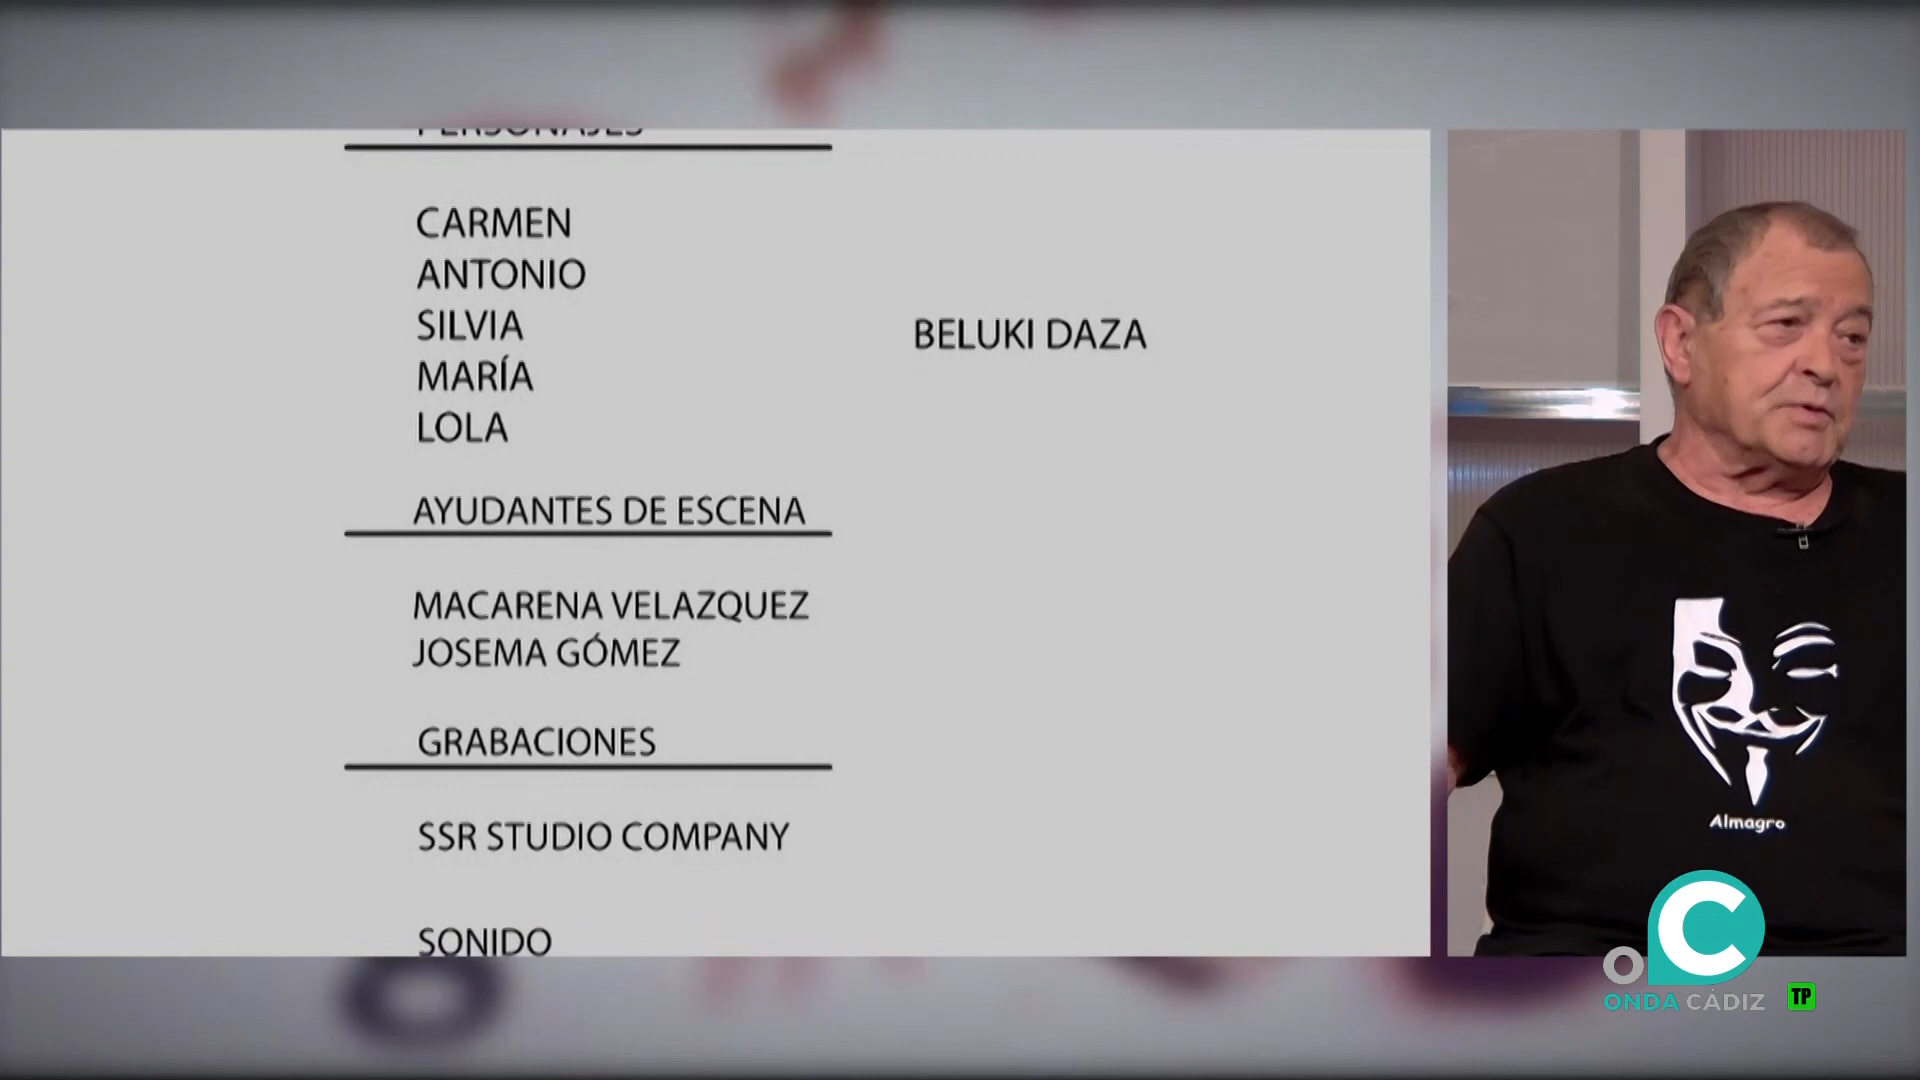 PERSONAJES
CARMEN
ANTONIO
SILVIA
MARÍA
LOLA
BELUKI DAZA
AYUDANTES DE ESCENA
MACARENA VELAZQUEZ
JOSEMA GÓMEZ
GRABACIONES
SSR STUDIO COMPANY
SONIDO
Almagro
O C
ONDA CÁDIZ
TP